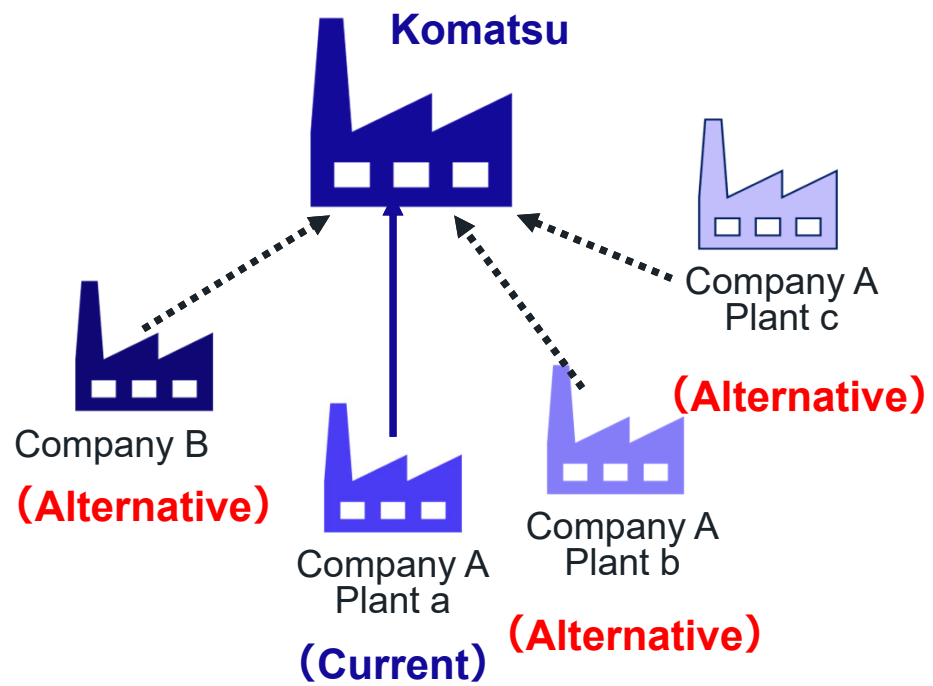 Komatsu
Company A
Plant c
（Alternative）
Company B
（Alternative）
Company A
Plant a
（Current）
Company A
Plant b
（Alternative）